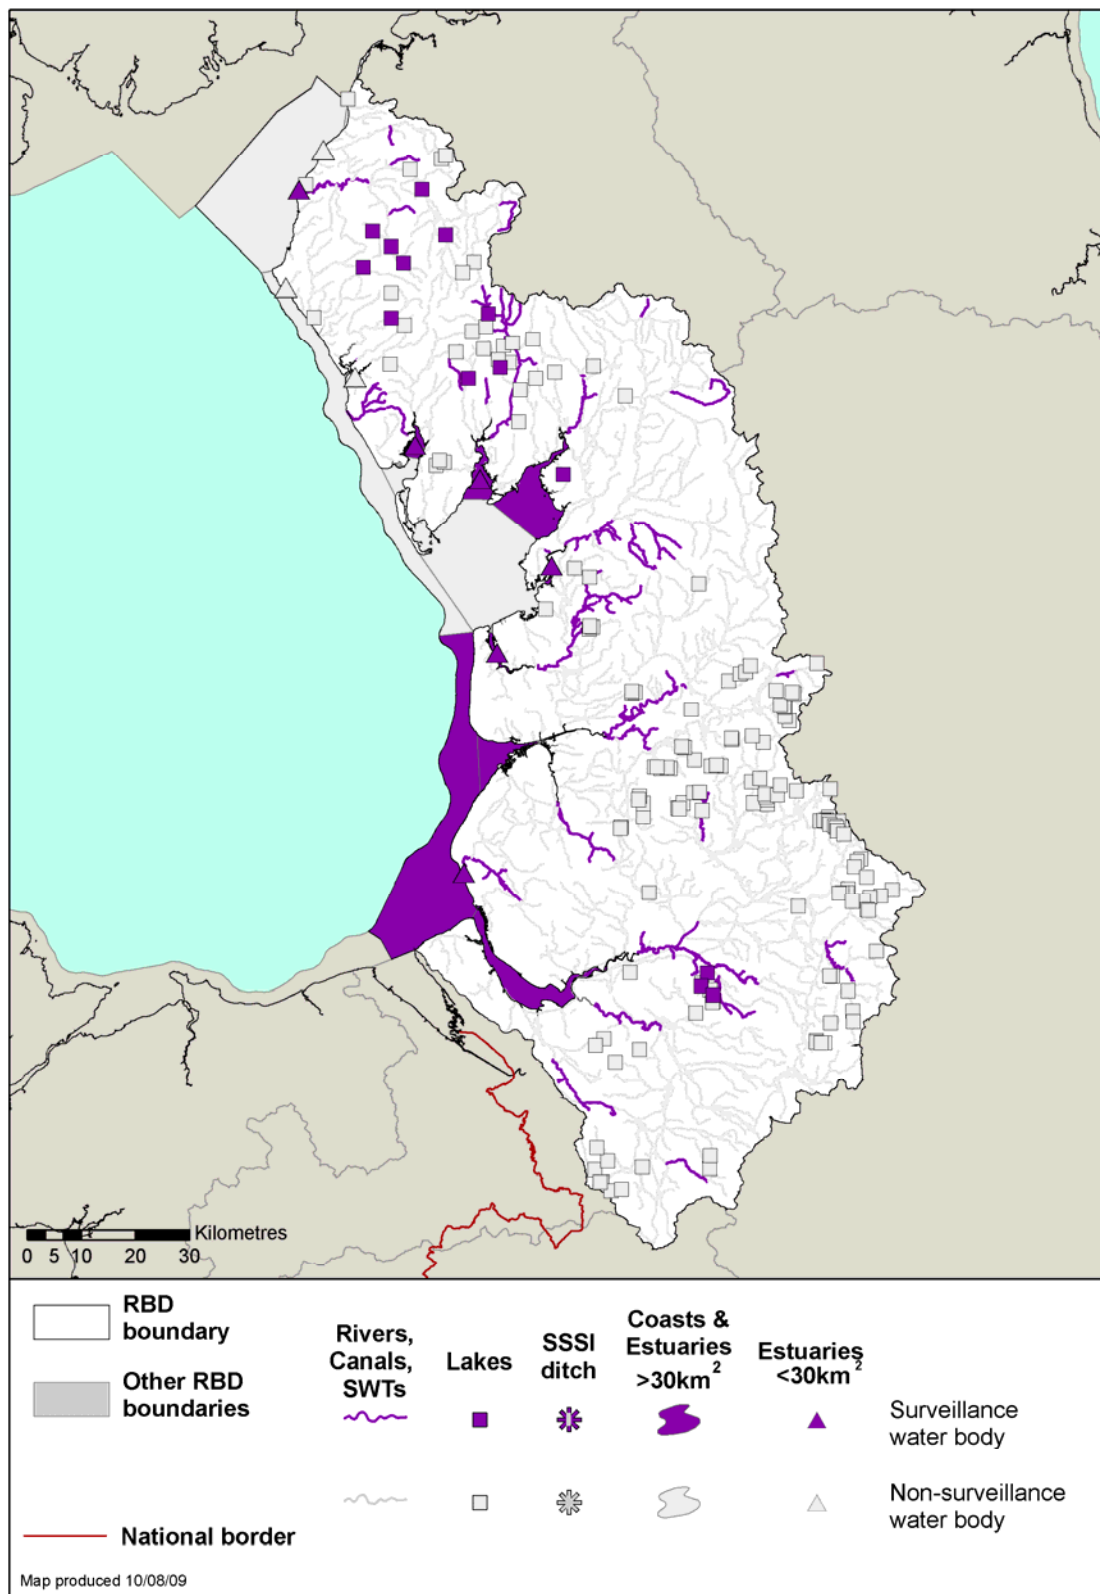 Kilometres
0 5 10 20 30
RBD
boundary
Other RBD
boundaries
National border
Rivers,
Canals,
SWTs
Lakes
SSSI
ditch
Coasts &
Estuaries
>30km²
Estuaries
<30km²
Surveillance
water body
Non-surveillance
water body
Map produced 10/08/09